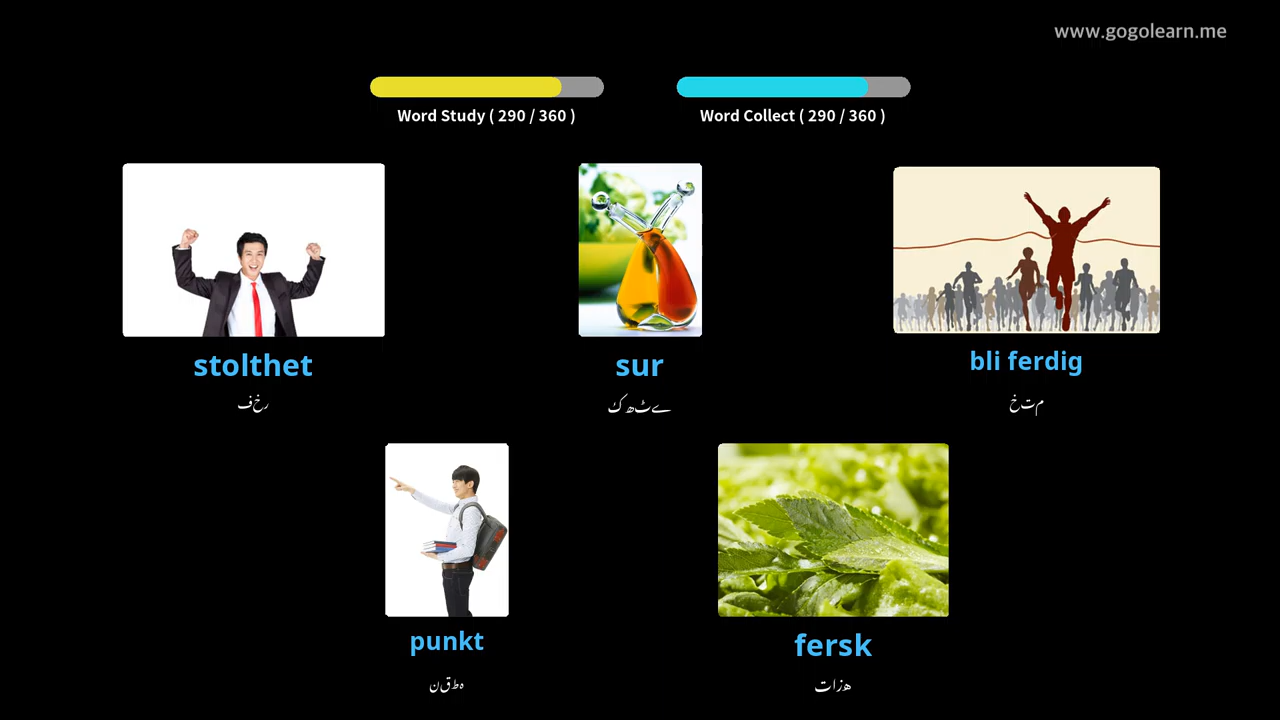 www.gogolearn.me
Word Study ( 290 / 360 )
Word Collect ( 290 / 360 )
stolthet
فخر
sur
کھٹے
bli ferdig
ختم
punkt
نقطہ
fersk
تازہ